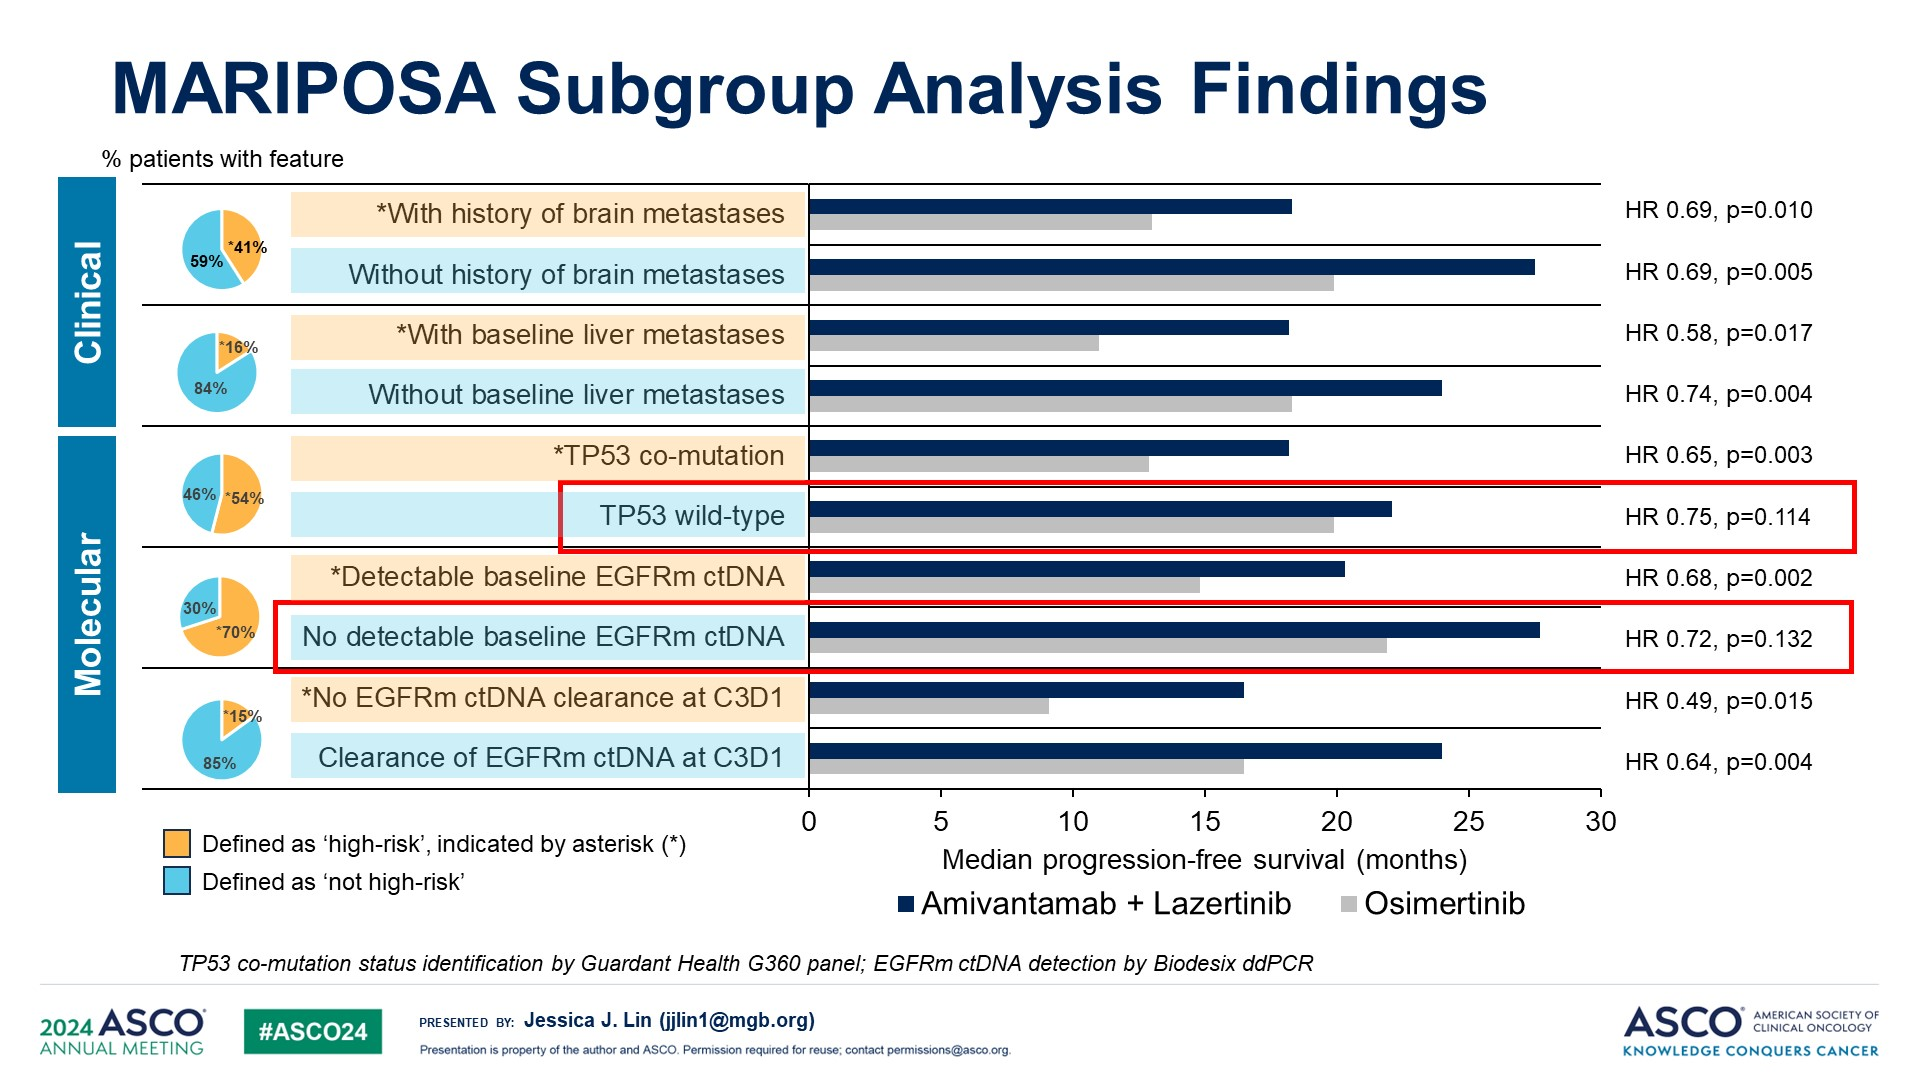 MARIPOSA Subgroup Analysis Findings
% patients with feature
Clinical
*41%
59%
*With history of brain metastases
HR 0.69, p=0.010
Without history of brain metastases
HR 0.69, p=0.005
*16%
84%
*With baseline liver metastases
HR 0.58, p=0.017
Without baseline liver metastases
HR 0.74, p=0.004
Molecular
46%
*54%
*TP53 co-mutation
HR 0.65, p=0.003
TP53 wild-type
HR 0.75, p=0.114
30%
*70%
*Detectable baseline EGFRm ctDNA
HR 0.68, p=0.002
No detectable baseline EGFRm ctDNA
HR 0.72, p=0.132
*15%
85%
*No EGFRm ctDNA clearance at C3D1
HR 0.49, p=0.015
Clearance of EGFRm ctDNA at C3D1
HR 0.64, p=0.004
0 5 10 15 20 25 30
Median progression-free survival (months)
Amivantamab + Lazertinib Osimertinib
Defined as ‘high-risk’, indicated by asterisk (*)
Defined as ‘not high-risk’
TP53 co-mutation status identification by Guardant Health G360 panel; EGFRm ctDNA detection by Biodesix ddPCR
2024 ASCO
ANNUAL MEETING
#ASCO24
PRESENTED BY: Jessica J. Lin (jjlin1@mgb.org)
Presentation is property of the author and ASCO. Permission required for reuse; contact permissions@asco.org.
ASCO AMERICAN SOCIETY OF
CLINICAL ONCOLOGY
KNOWLEDGE CONQUERS CANCER